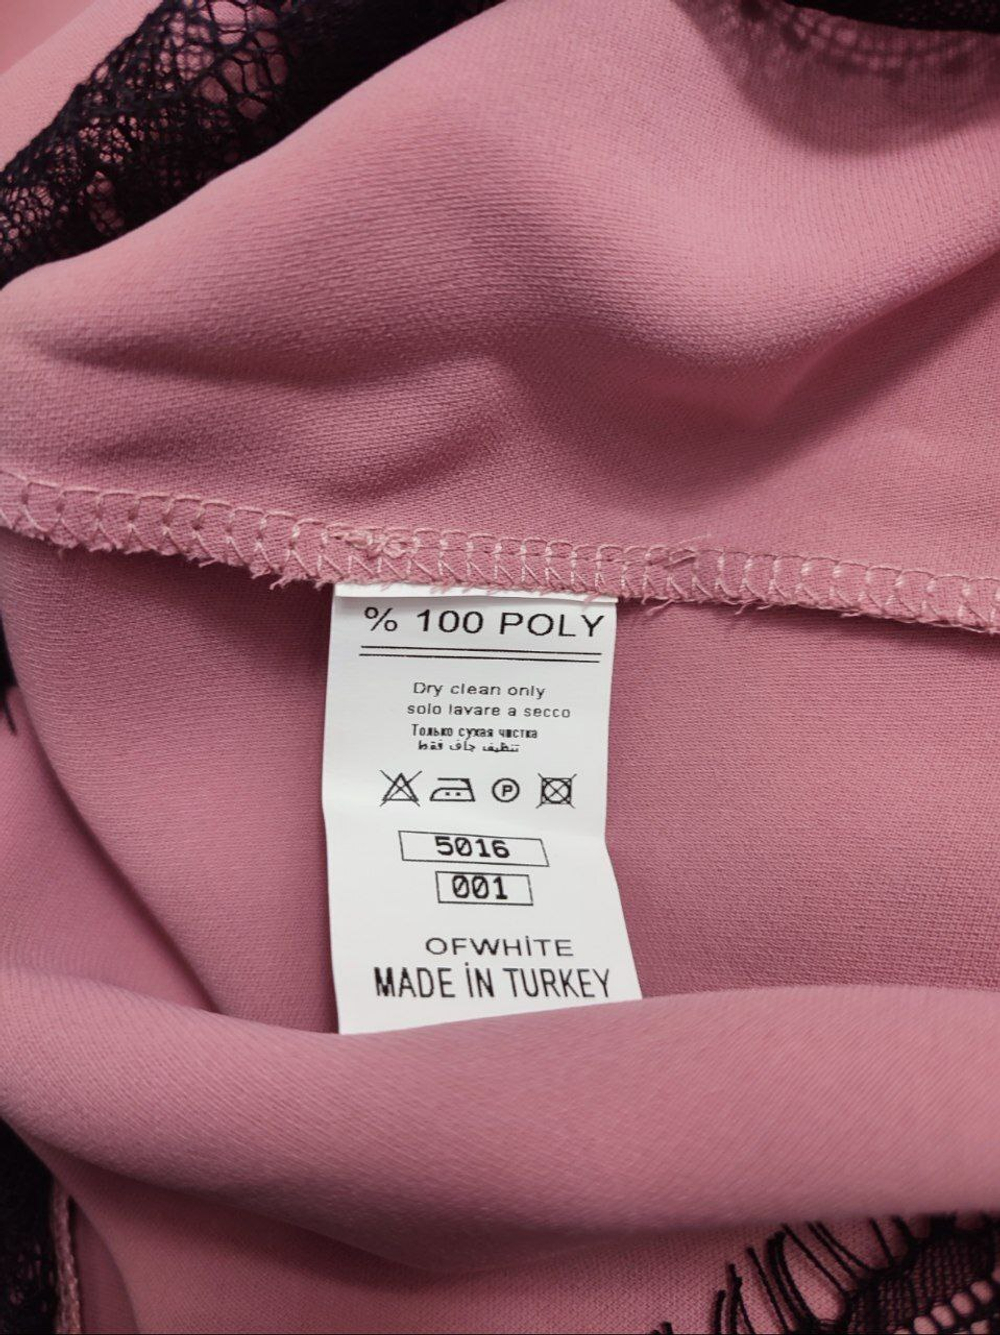 % 100 POLY
Dry clean only
solo lavare a secco
Только сухая чистка
تنظيف جاف فقط
P
5016
001
OFWHİTE
MADE İN TURKEY